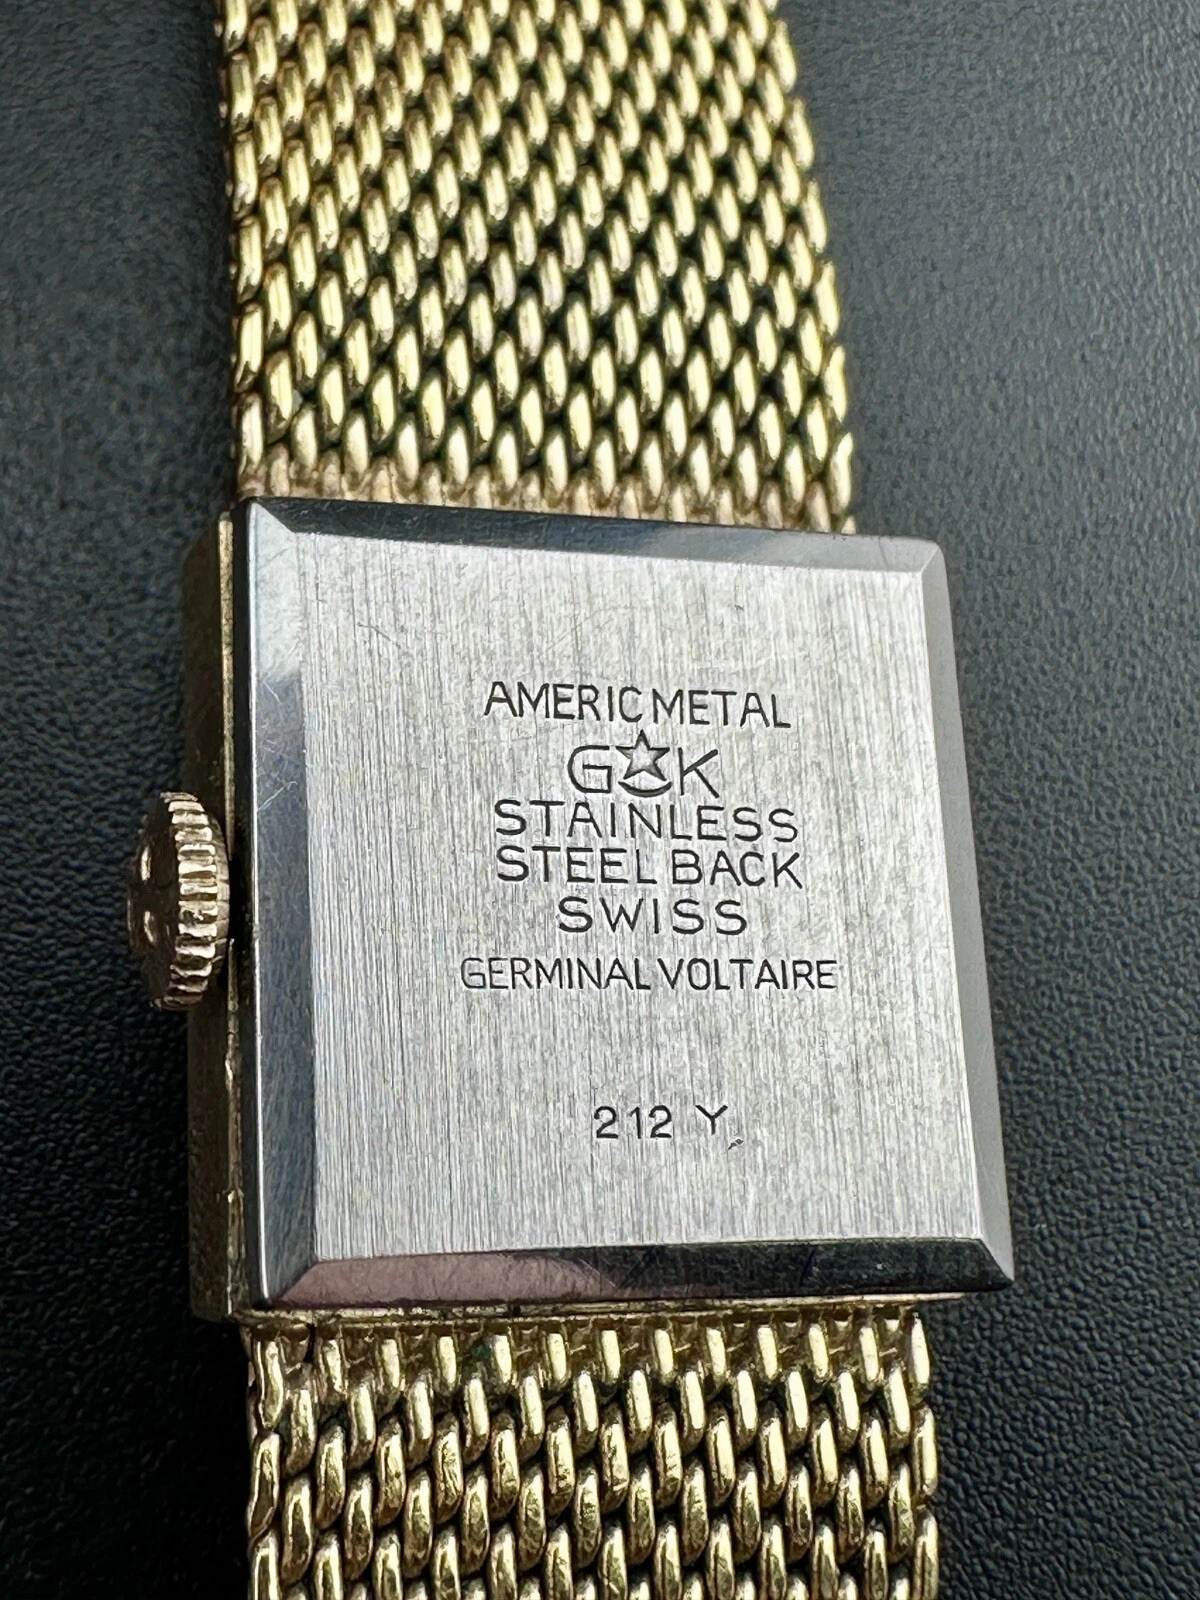 AMERIC METAL
G☆K
STAINLESS
STEEL BACK
SWISS
GERMINAL VOLTAIRE
212 Y